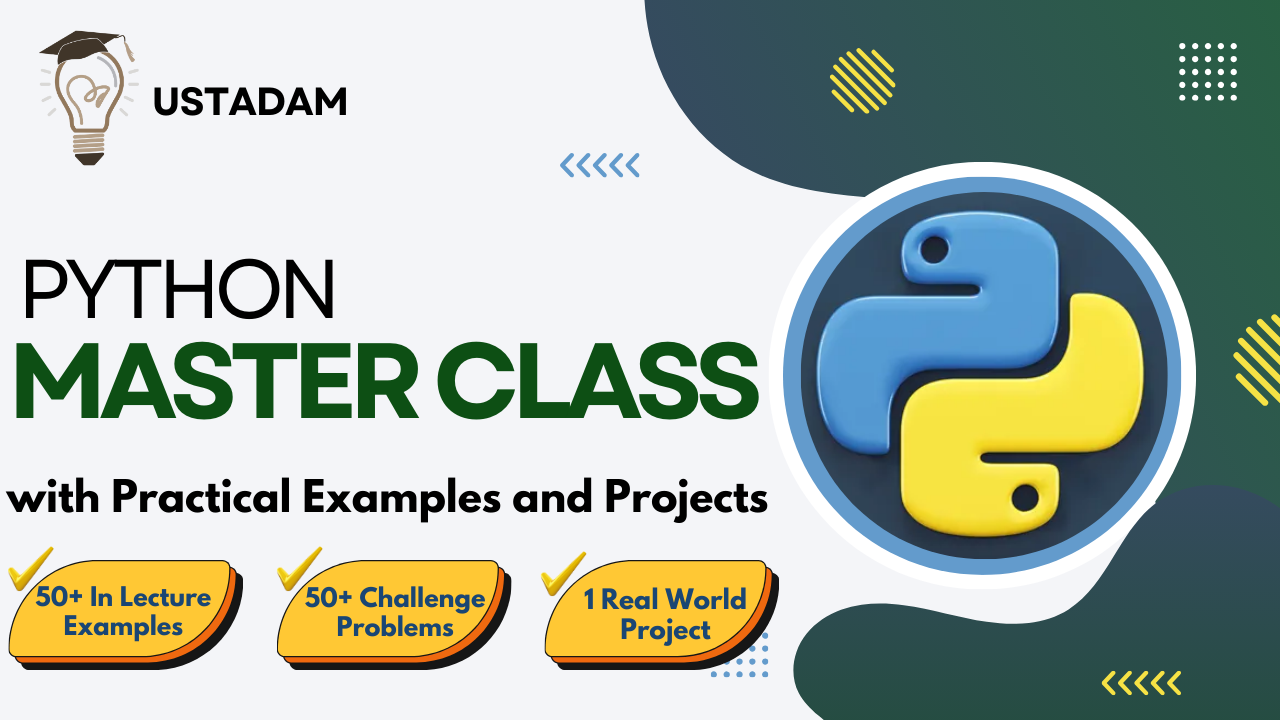 USTADAM
PYTHON
MASTER CLASS
with Practical Examples and Projects
50+ In Lecture
Examples
50+ Challenge
Problems
1 Real World
Project